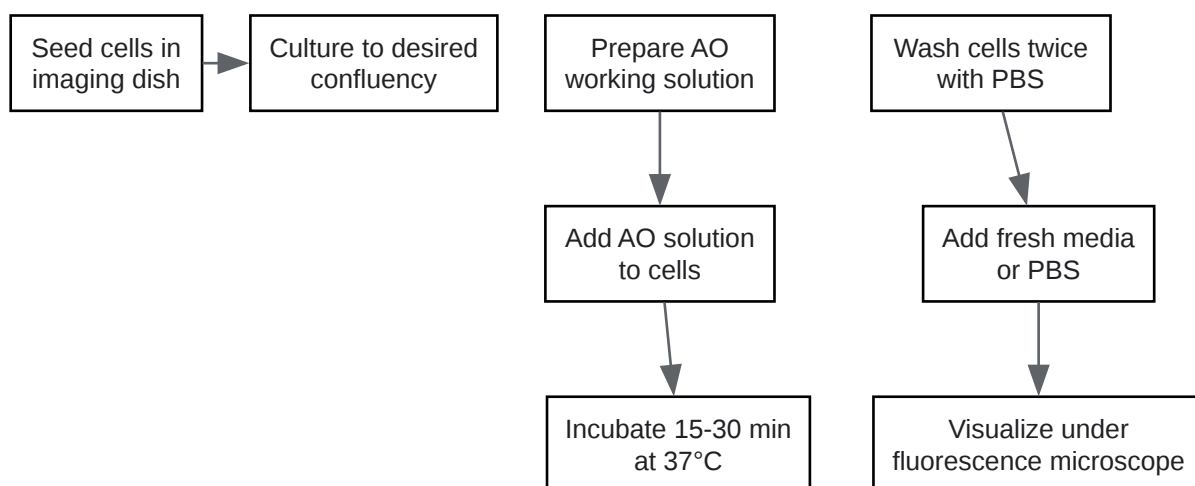 Seed cells in
imaging dish
Culture to desired
confluency
Prepare AO
working solution
Add AO solution
to cells
Incubate 15-30 min
at 37°C
Wash cells twice
with PBS
Add fresh media
or PBS
Visualize under
fluorescence microscope